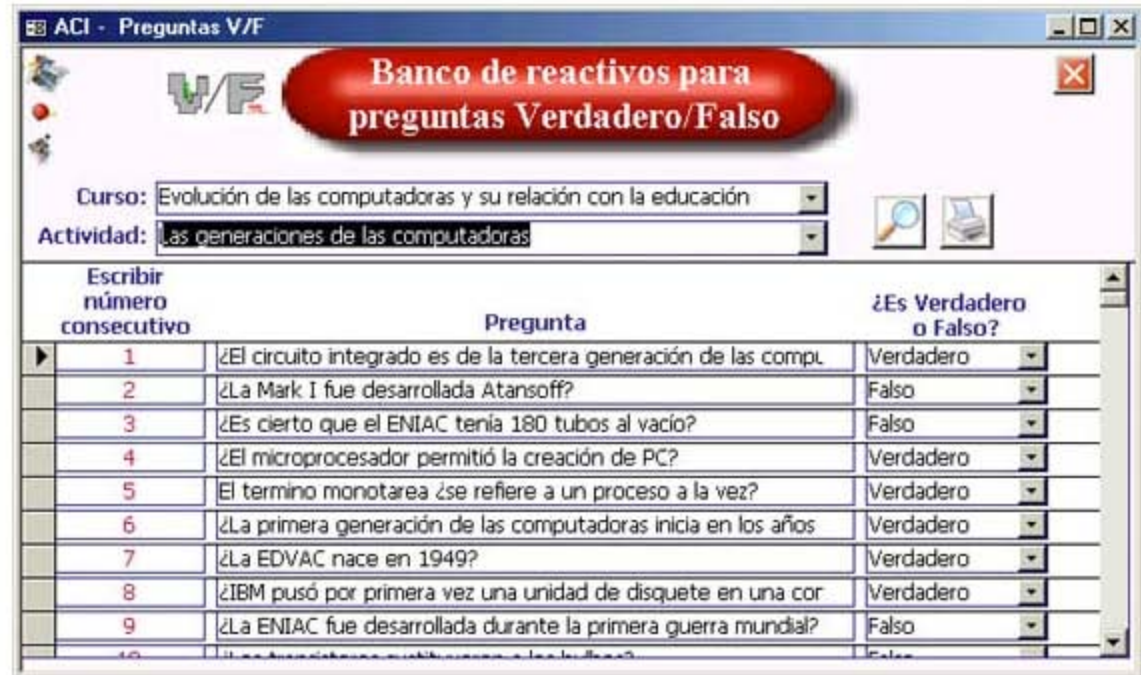 ACI - Preguntas V/F
V/F
Banco de reactivos para
preguntas Verdadero/Falso
Curso: Evolución de las computadoras y su relación con la educación
Actividad: Las generaciones de las computadoras
Escribir
número
consecutivo
Pregunta
¿Es Verdadero
o Falso?
1 ¿El circuito integrado es de la tercera generación de las compu Verdadero
2 ¿La Mark I fue desarrollada Atansoff? Falso
3 ¿Es cierto que el ENIAC tenía 180 tubos al vacío? Falso
4 ¿El microprocesador permitió la creación de PC? Verdadero
5 El termino monotarea ¿se refiere a un proceso a la vez? Verdadero
6 ¿La primera generación de las computadoras inicia en los años Verdadero
7 ¿La EDVAC nace en 1949? Verdadero
8 ¿IBM pusó por primera vez una unidad de disquete en una cor Verdadero
9 ¿La ENIAC fue desarrollada durante la primera guerra mundial? Falso